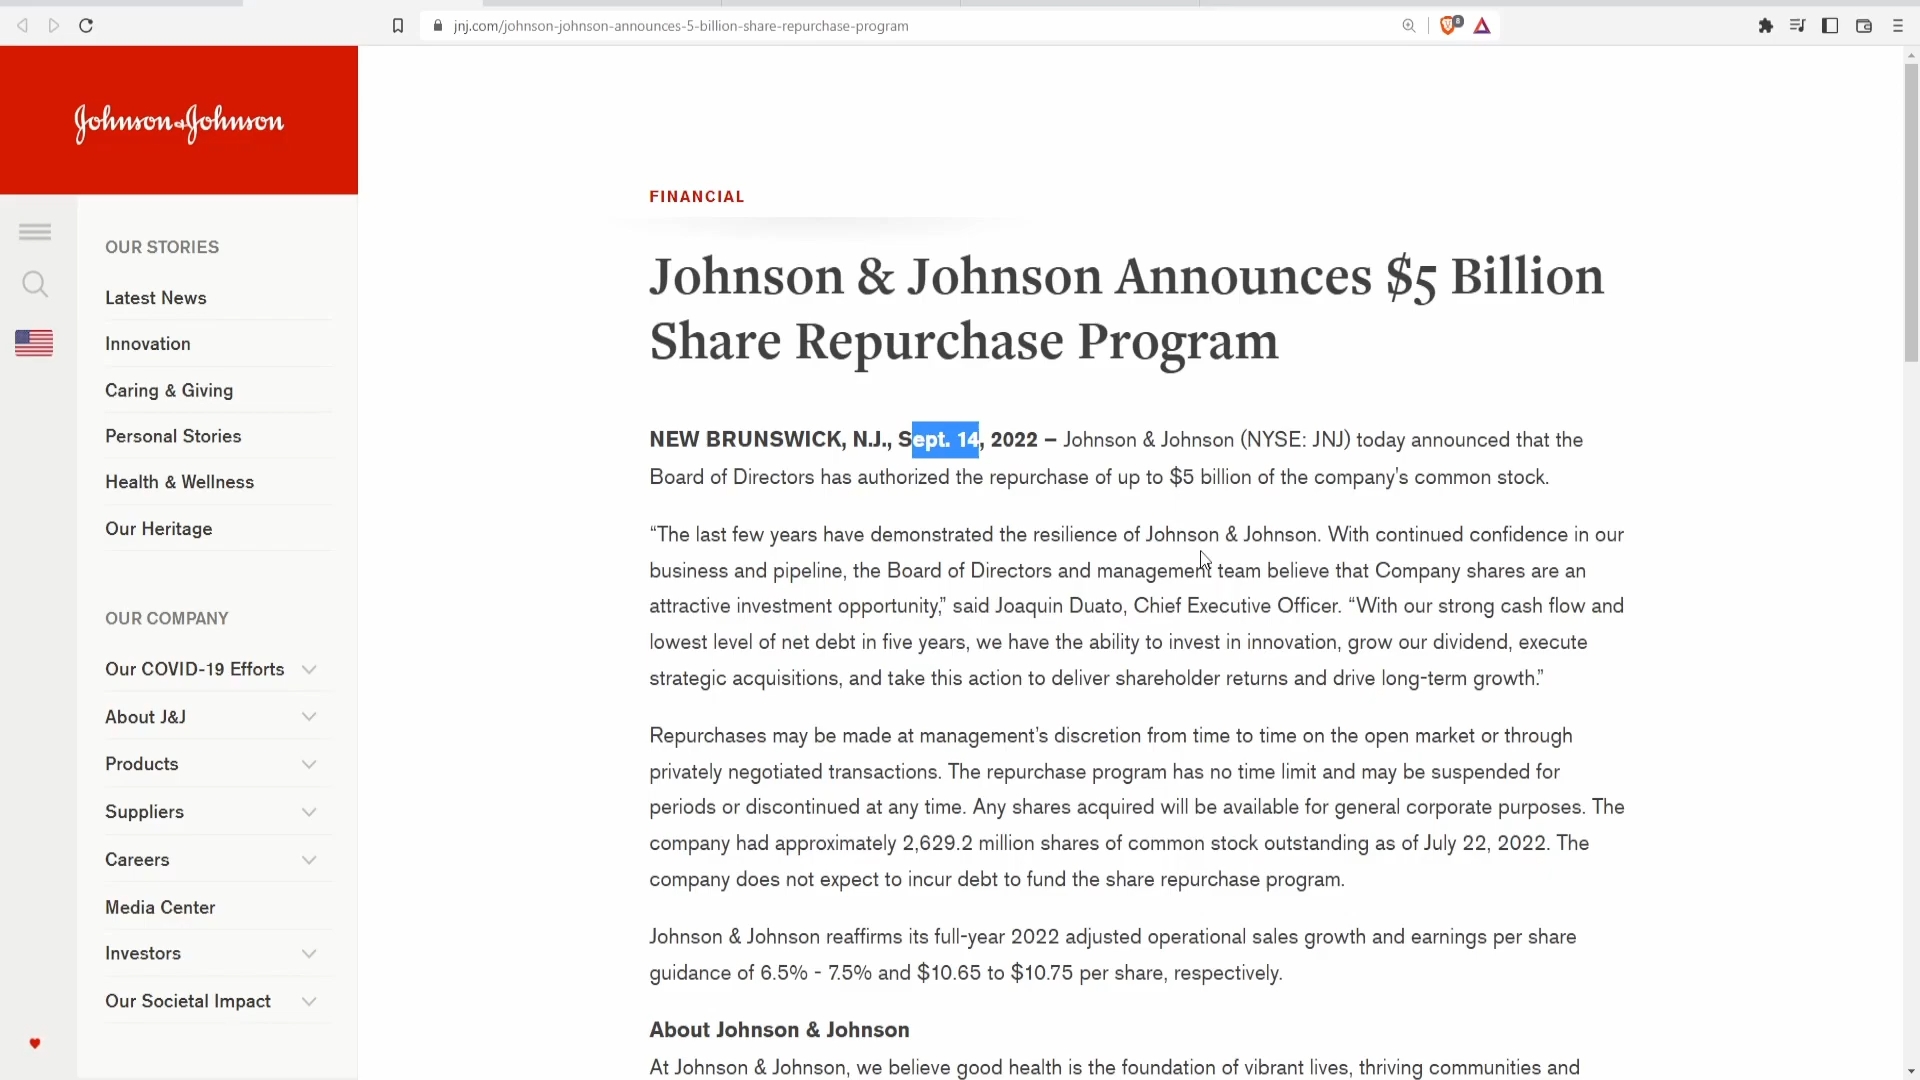 jnj.com/johnson-johnson-announces-5-billion-share-repurchase-program
8
Johnson&Johnson
OUR STORIES
Latest News
Innovation
Caring & Giving
Personal Stories
Health & Wellness
Our Heritage
OUR COMPANY
Our COVID-19 Efforts
About J&J
Products
Suppliers
Careers
Media Center
Investors
Our Societal Impact
FINANCIAL
Johnson & Johnson Announces $5 Billion
Share Repurchase Program
NEW BRUNSWICK, N.J., Sept. 14, 2022 – Johnson & Johnson (NYSE: JNJ) today announced that the
Board of Directors has authorized the repurchase of up to $5 billion of the company's common stock.
“The last few years have demonstrated the resilience of Johnson & Johnson. With continued confidence in our
business and pipeline, the Board of Directors and management team believe that Company shares are an
attractive investment opportunity,” said Joaquin Duato, Chief Executive Officer. “With our strong cash flow and
lowest level of net debt in five years, we have the ability to invest in innovation, grow our dividend, execute
strategic acquisitions, and take this action to deliver shareholder returns and drive long-term growth.”
Repurchases may be made at management’s discretion from time to time on the open market or through
privately negotiated transactions. The repurchase program has no time limit and may be suspended for
periods or discontinued at any time. Any shares acquired will be available for general corporate purposes. The
company had approximately 2,629.2 million shares of common stock outstanding as of July 22, 2022. The
company does not expect to incur debt to fund the share repurchase program.
Johnson & Johnson reaffirms its full-year 2022 adjusted operational sales growth and earnings per share
guidance of 6.5% - 7.5% and $10.65 to $10.75 per share, respectively.
About Johnson & Johnson
At Johnson & Johnson, we believe good health is the foundation of vibrant lives, thriving communities and